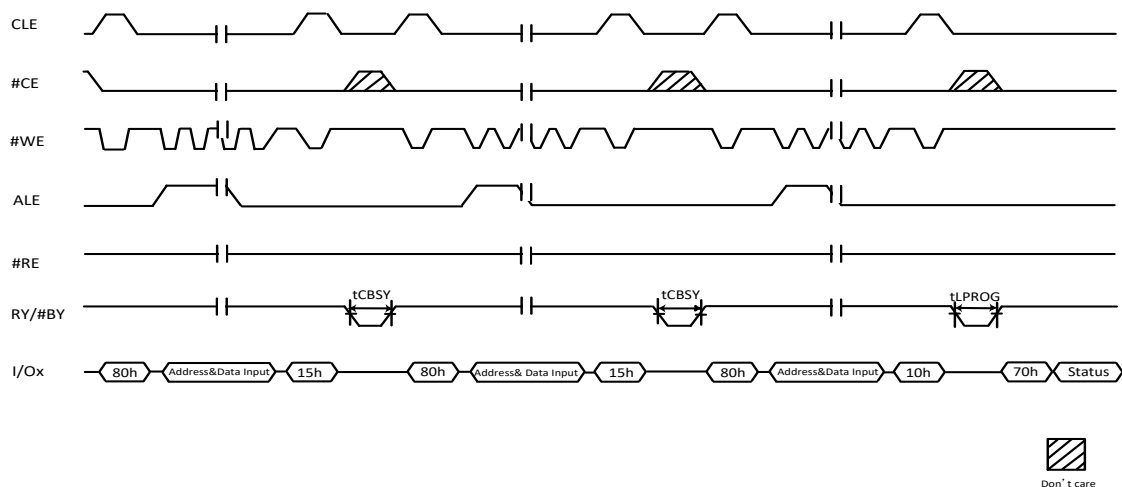 CLE
#CE
#WE
ALE
#RE
tCBSY tCBSY tLPROG
RY/#BY
I/Ox 80h Address&Data Input 15h 80h Address& Data Input 15h 80h Address&Data Input 10h 70h Status
Don't care